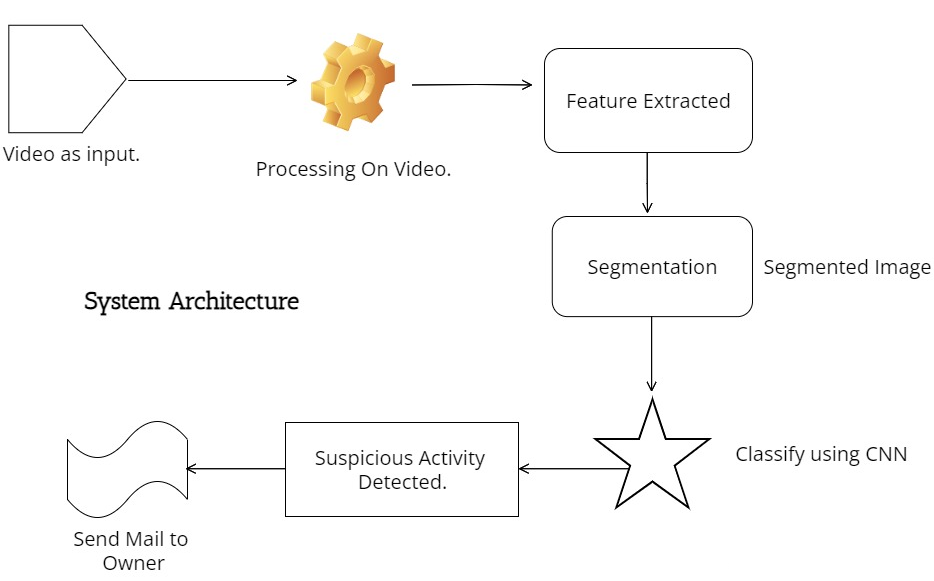 Video as input.
Processing On Video.
Feature Extracted
Segmentation
Segmented Image
System Architecture
Classify using CNN
Suspicious Activity
Detected.
Send Mail to
Owner